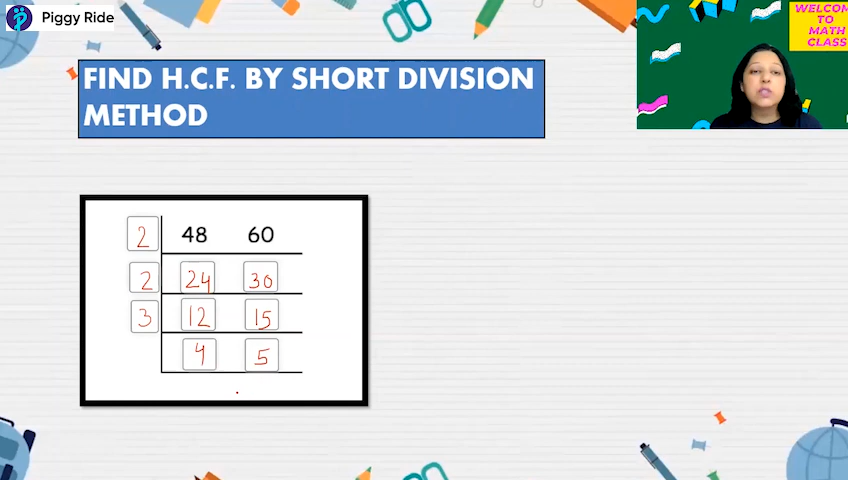 Piggy Ride
WELCOM
TO
MATH
CLASS
FIND H.C.F. BY SHORT DIVISION
METHOD
2 48 60
2 24 30
3 12 15
4 5